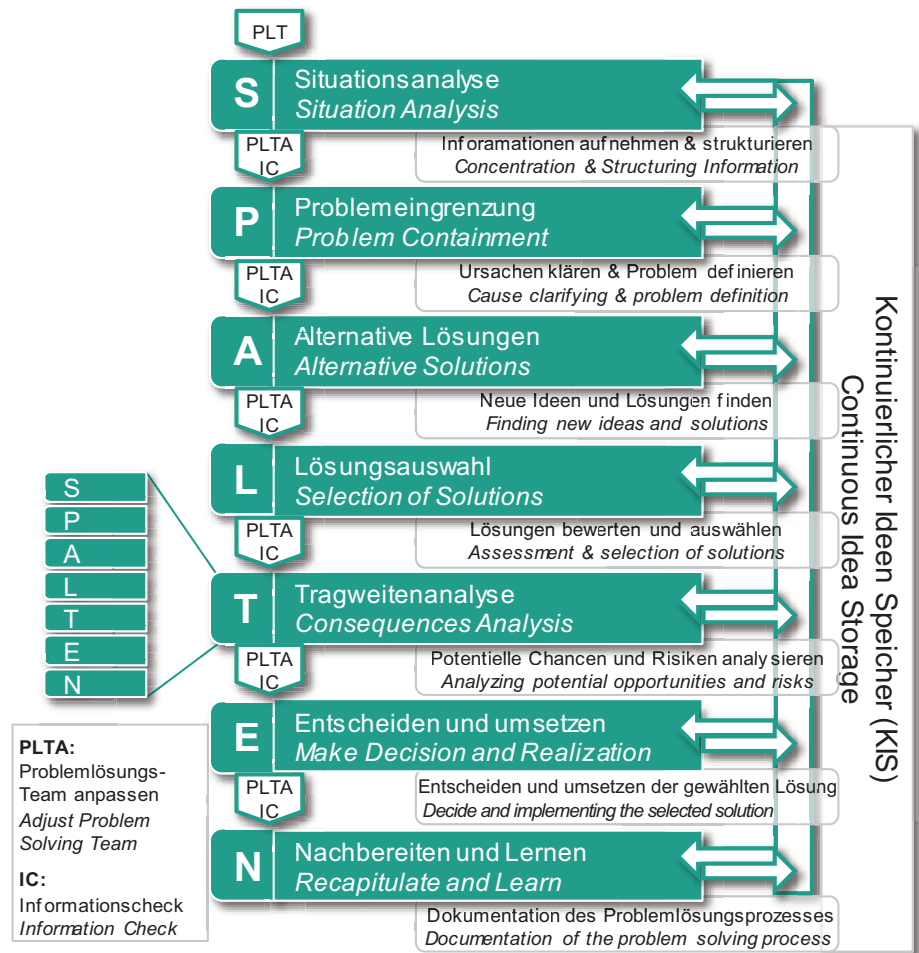 PLT
S
Situationsanalyse
Situation Analysis
PLTA
IC
Inforamationen aufnehmen & strukturieren
Concentration & Structuring Information
P
Problemeingrenzung
Problem Containment
PLTA
IC
Ursachen klären & Problem definieren
Cause clarifying & problem definition
A
Alternative Lösungen
Alternative Solutions
PLTA
IC
Neue Ideen und Lösungen finden
Finding new ideas and solutions
L
Lösungsauswahl
Selection of Solutions
PLTA
IC
Lösungen bewerten und auswählen
Assessment & selection of solutions
T
Tragweitenanalyse
Consequences Analysis
PLTA
IC
Potentielle Chancen und Risiken analysieren
Analyzing potential opportunities and risks
E
Entscheiden und umsetzen
Make Decision and Realization
PLTA
IC
Entscheiden und umsetzen der gewählten Lösung
Decide and implementing the selected solution
N
Nachbereiten und Lernen
Recapitulate and Learn
Dokumentation des Problemlösungsprozesses
Documentation of the problem solving process
S
P
A
L
T
E
N
PLTA:
Problemlösungs-
Team anpassen
Adjust Problem
Solving Team
IC:
Informationscheck
Information Check
Kontinuierlicher Ideen Speicher (KIS)
Continuous Idea Storage